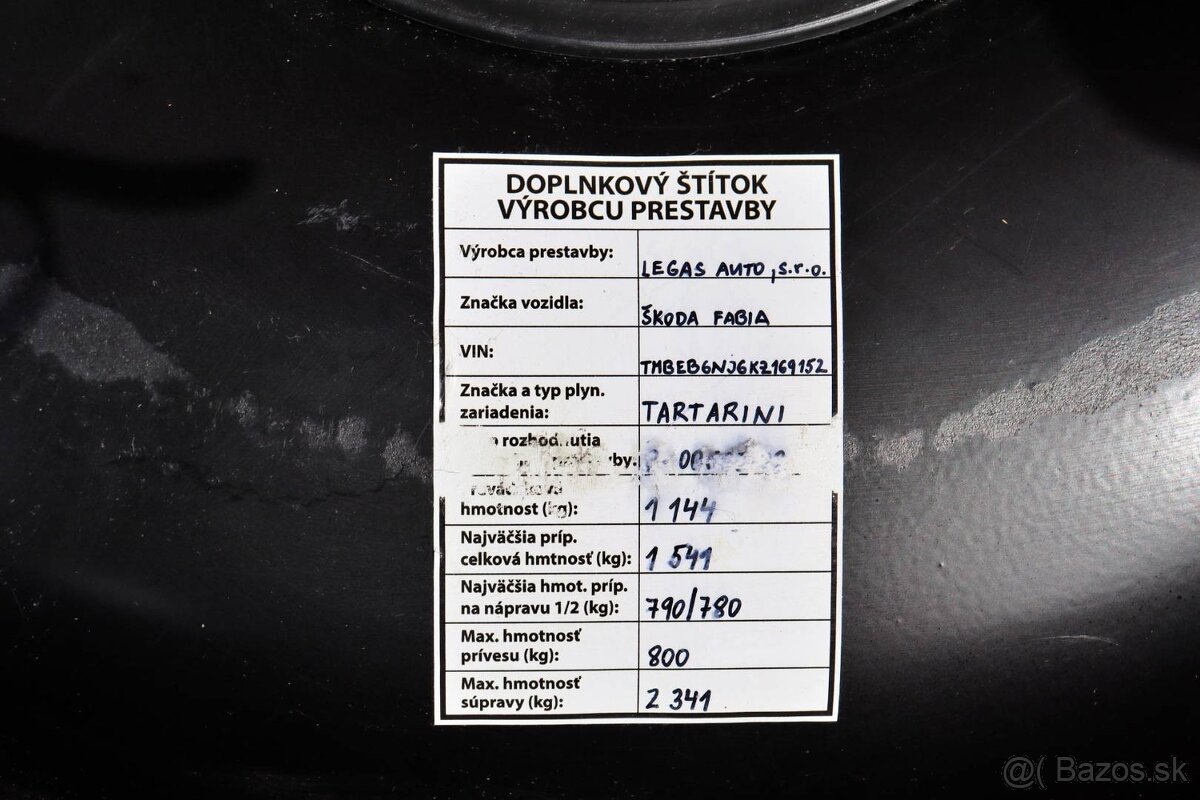 DOPLNKOVÝ ŠTÍTOK
VÝROBCU PRESTAVBY
Výrobca prestavby: LEGAS AUTO, s.r.o.
Značka vozidla: ŠKODA FABIA
VIN: TMBEB6NJ6KZ169152
Značka a typ plyn.
zariadenia: TARTARINI
hmotnost (kg): 1 144
Najväčšia príp.
celková hmtnosť (kg): 1 541
Najväčšia hmot. príp.
na nápravu 1/2 (kg): 790/780
Max. hmotnosť
prívesu (kg): 800
Max. hmotnosť
súpravy (kg): 2 341
@( Bazos.sk